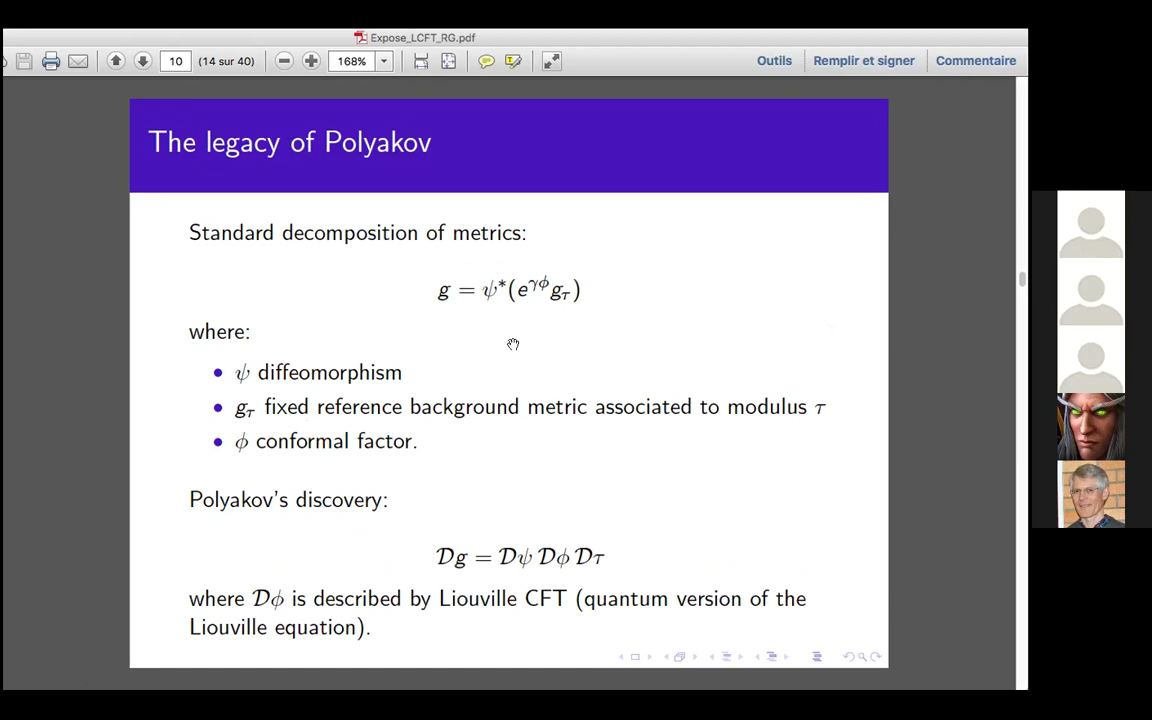 Expose_LCFT_RG.pdf
10 (14 sur 40) 168% Outils Remplir et signer Commentaire
The legacy of Polyakov
Standard decomposition of metrics:
g = ψ*(e^{γφ}g_τ)
where:
• ψ diffeomorphism
• g_τ fixed reference background metric associated to modulus τ
• φ conformal factor.
Polyakov's discovery:
𝒟g = 𝒟ψ 𝒟φ 𝒟τ
where 𝒟φ is described by Liouville CFT (quantum version of the
Liouville equation).